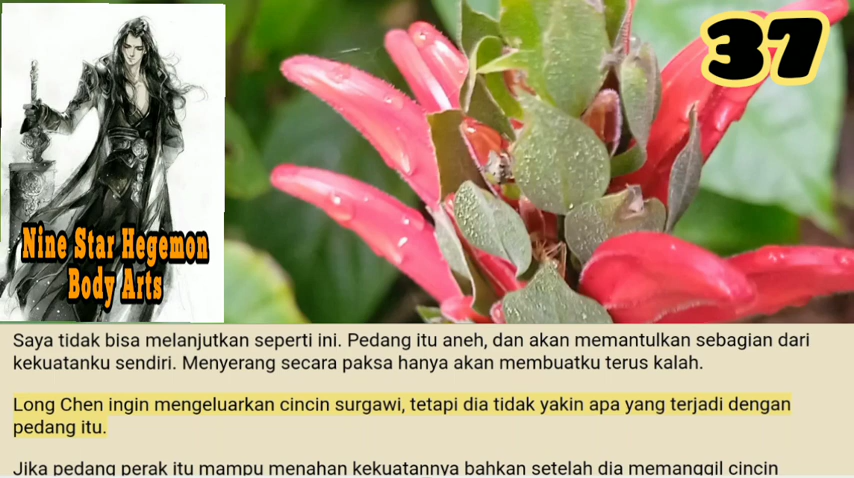 37
Nine Star Hegemon
Body Arts
Saya tidak bisa melanjutkan seperti ini. Pedang itu aneh, dan akan memantulkan sebagian dari
kekuatanku sendiri. Menyerang secara paksa hanya akan membuatku terus kalah.
Long Chen ingin mengeluarkan cincin surgawi, tetapi dia tidak yakin apa yang terjadi dengan
pedang itu.
Jika pedang perak itu mampu menahan kekuatannya bahkan setelah dia memanggil cincin